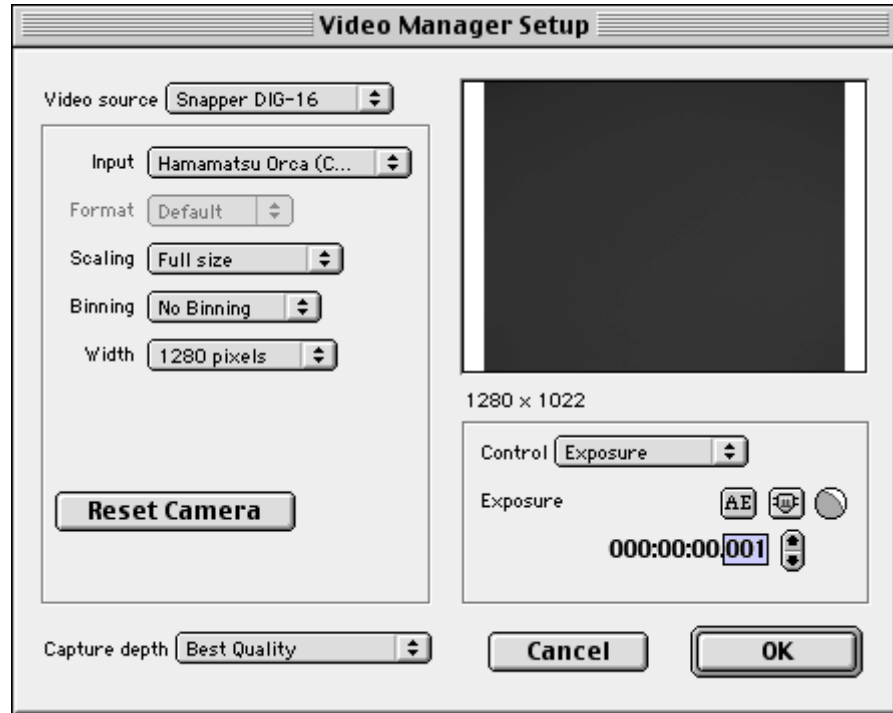 Video Manager Setup
Video source Snapper DIG-16
Input Hamamatsu Orca (C...
Format Default
Scaling Full size
Binning No Binning
Width 1280 pixels
Reset Camera
Capture depth Best Quality
1280 × 1022
Control Exposure
Exposure AE
000:00:00.001
Cancel
OK